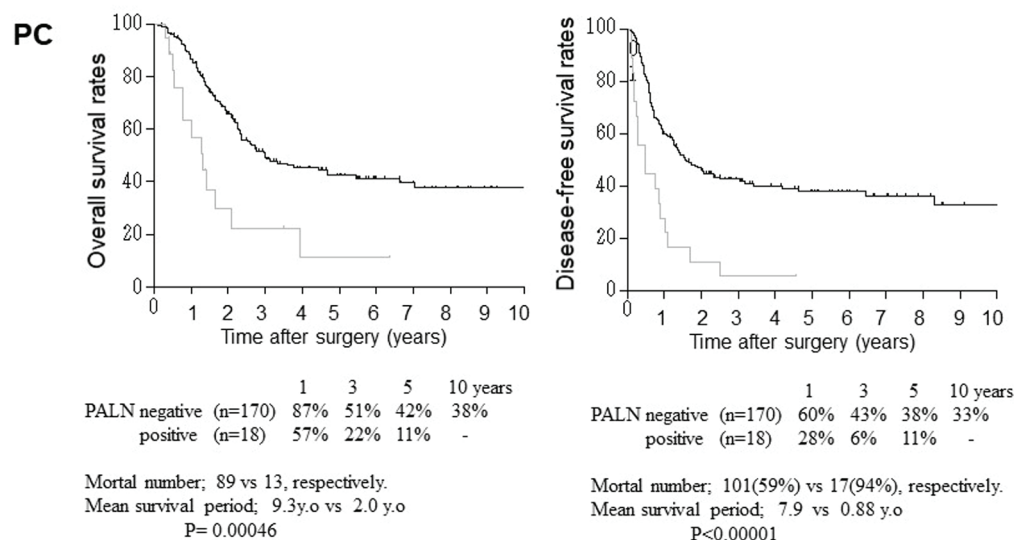 PC
Overall survival rates
100
80
60
40
20
0
0 1 2 3 4 5 6 7 8 9 10
Time after surgery (years)
1 3 5 10 years
PALN negative (n=170) 87% 51% 42% 38%
positive (n=18) 57% 22% 11% -
Mortal number; 89 vs 13, respectively.
Mean survival period; 9.3y.o vs 2.0 y.o
P= 0.00046
Disease-free survival rates
100
80
60
40
20
0
0 1 2 3 4 5 6 7 8 9 10
Time after surgery (years)
1 3 5 10 years
PALN negative (n=170) 60% 43% 38% 33%
positive (n=18) 28% 6% 11% -
Mortal number; 101(59%) vs 17(94%), respectively.
Mean survival period; 7.9 vs 0.88 y.o
P<0.00001